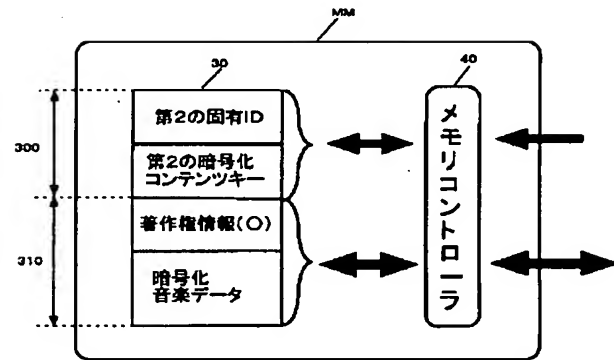 MM
30
40
第2の固有ID
300
第2の暗号化
コンテンツキー
著作権情報(〇)
310
暗号化
音楽データ
メモリコントローラ